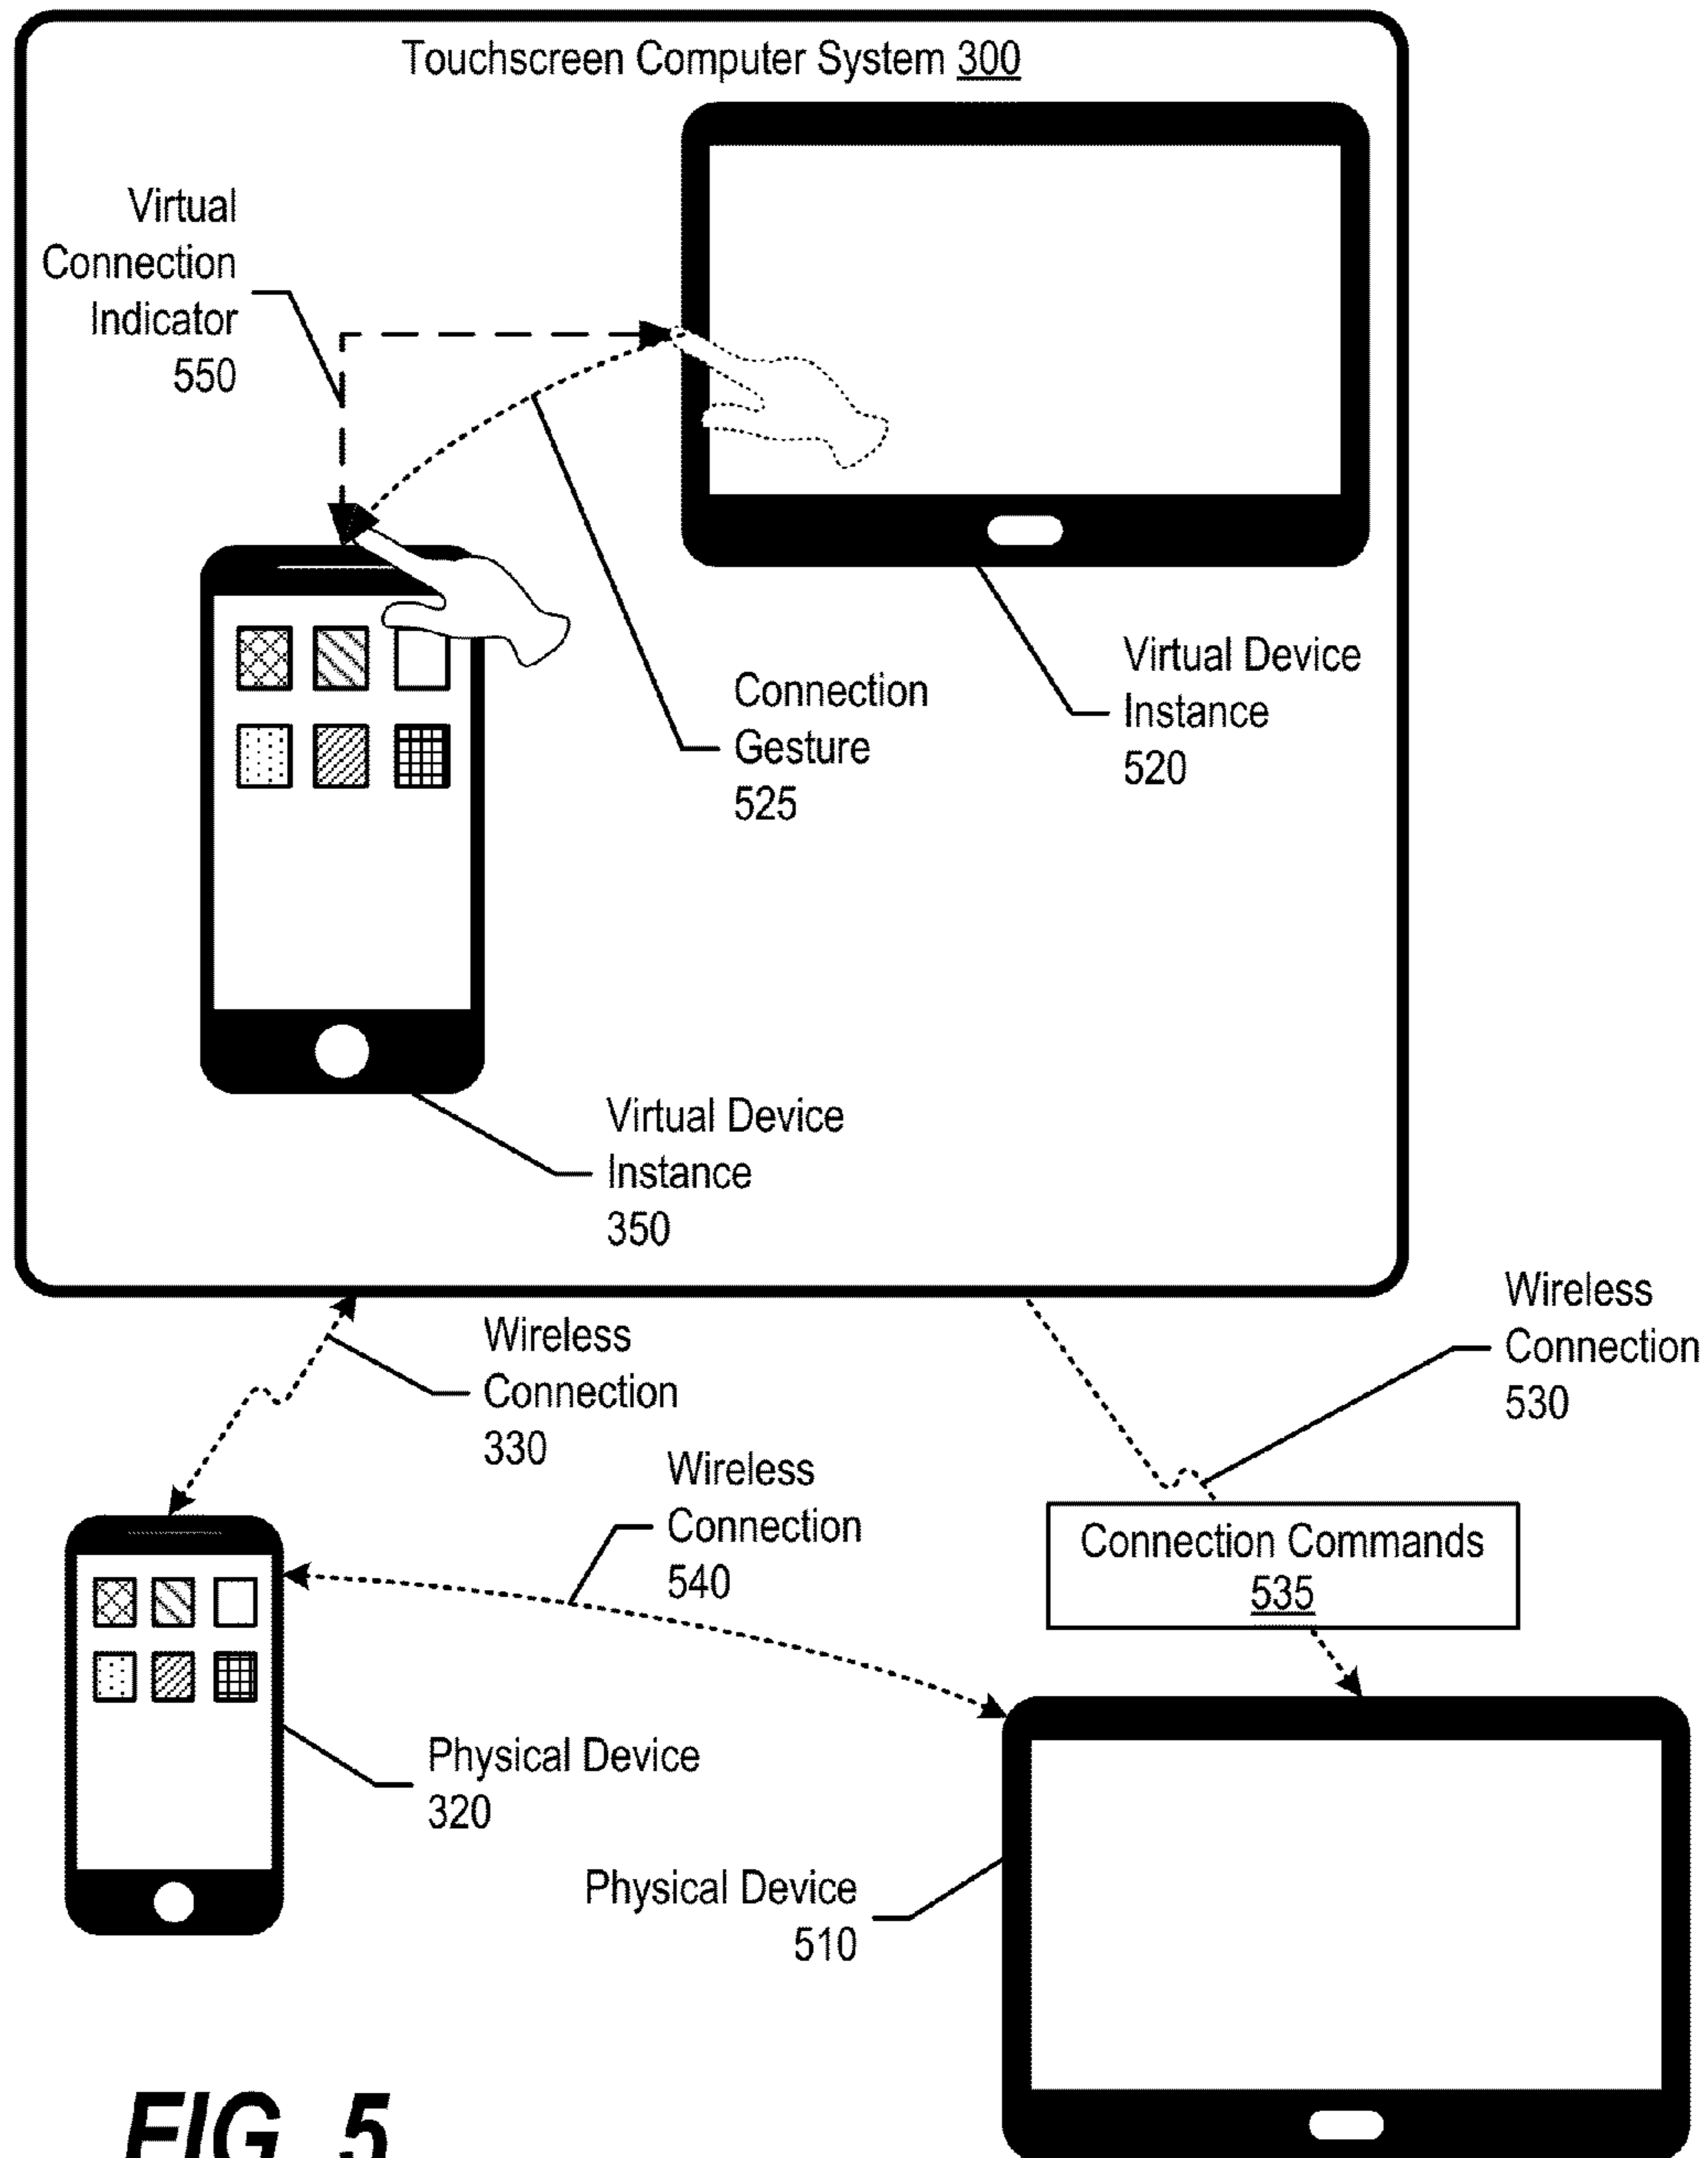 Touchscreen Computer System 300
Virtual
Connection
Indicator
550
Connection
Gesture
525
Virtual Device
Instance
520
Virtual Device
Instance
350
Wireless
Connection
330
Wireless
Connection
530
Wireless
Connection
540
Connection Commands
535
Physical Device
320
Physical Device
510
FIG. 5